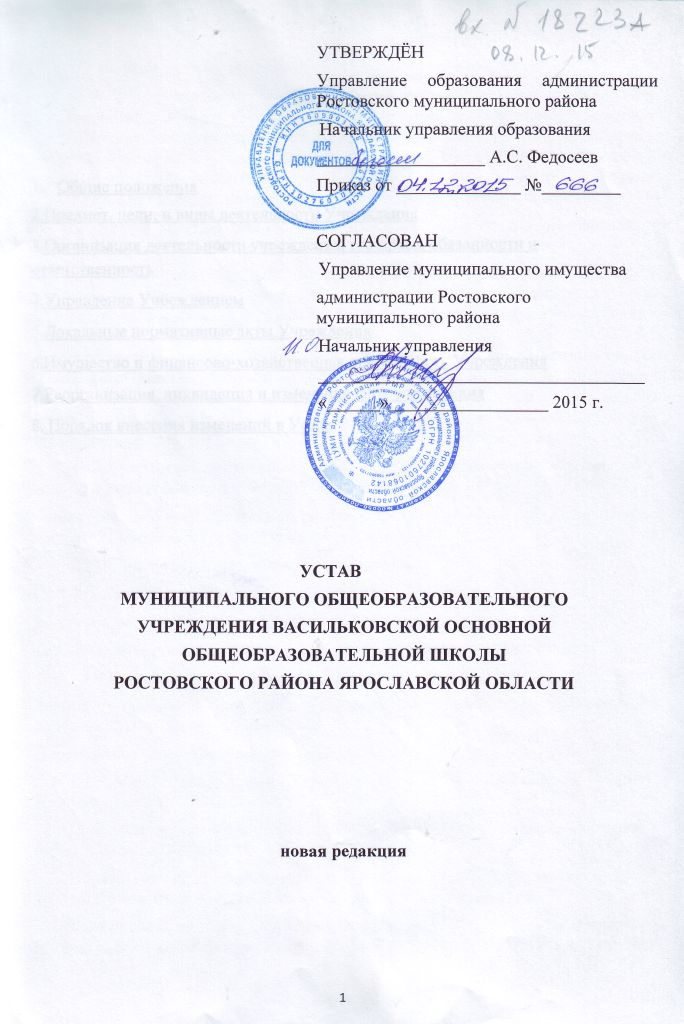 вх. № 18223А
08.12.15
УТВЕРЖДЁН
Управление образования администрации
Ростовского муниципального района
Начальник управления образования
А.С. Федосеев
ДЛЯ
ДОКУМЕНТОВ
Приказ от 04.12.2015 № 666
СОГЛАСОВАН
Управление муниципального имущества
администрации Ростовского
муниципального района
И.О Начальник управления
« » 2015 г.
УСТАВ
МУНИЦИПАЛЬНОГО ОБЩЕОБРАЗОВАТЕЛЬНОГО
УЧРЕЖДЕНИЯ ВАСИЛЬКОВСКОЙ ОСНОВНОЙ
ОБЩЕОБРАЗОВАТЕЛЬНОЙ ШКОЛЫ
РОСТОВСКОГО РАЙОНА ЯРОСЛАВСКОЙ ОБЛАСТИ
новая редакция
1